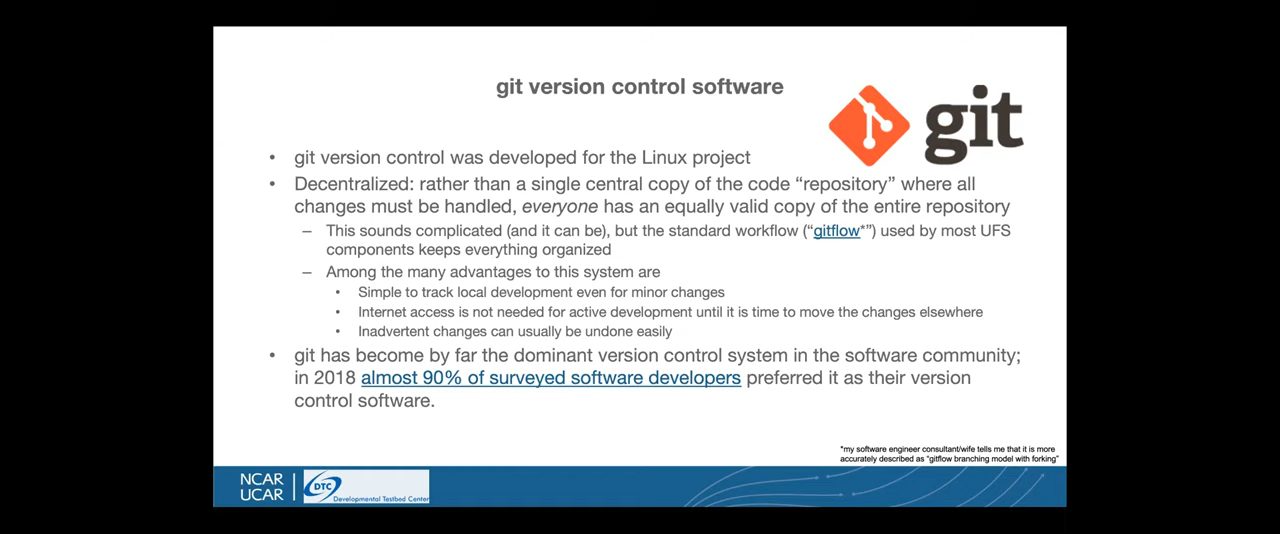 git version control software
git
• git version control was developed for the Linux project
• Decentralized: rather than a single central copy of the code “repository” where all
changes must be handled, everyone has an equally valid copy of the entire repository
– This sounds complicated (and it can be), but the standard workflow (“gitflow*”) used by most UFS
components keeps everything organized
– Among the many advantages to this system are
• Simple to track local development even for minor changes
• Internet access is not needed for active development until it is time to move the changes elsewhere
• Inadvertent changes can usually be undone easily
• git has become by far the dominant version control system in the software community;
in 2018 almost 90% of surveyed software developers preferred it as their version
control software.
*my software engineer consultant/wife tells me that it is more
accurately described as “gitflow branching model with forking”
NCAR
UCAR
DTC
Developmental Testbed Center